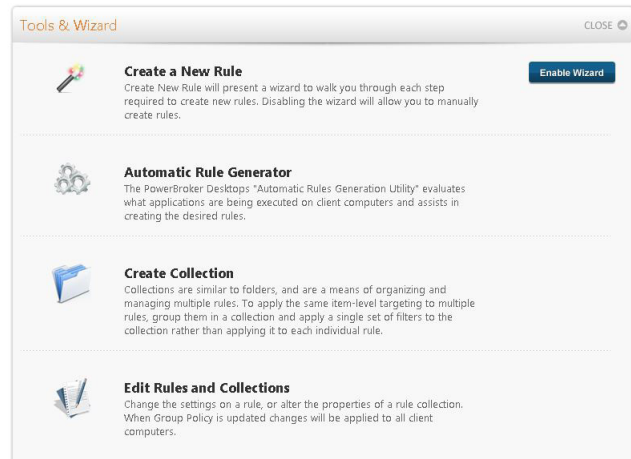 Tools & Wizard
CLOSE
Create a New Rule
Enable Wizard
Create New Rule will present a wizard to walk you through each step
required to create new rules. Disabling the wizard will allow you to manually
create rules.
Automatic Rule Generator
The PowerBroker Desktops "Automatic Rules Generation Utility" evaluates
what applications are being executed on client computers and assists in
creating the desired rules.
Create Collection
Collections are similar to folders, and are a means of organizing and
managing multiple rules. To apply the same item-level targeting to multiple
rules, group them in a collection and apply a single set of filters to the
collection rather than applying it to each individual rule.
Edit Rules and Collections
Change the settings on a rule, or alter the properties of a rule collection.
When Group Policy is updated changes will be applied to all client
computers.